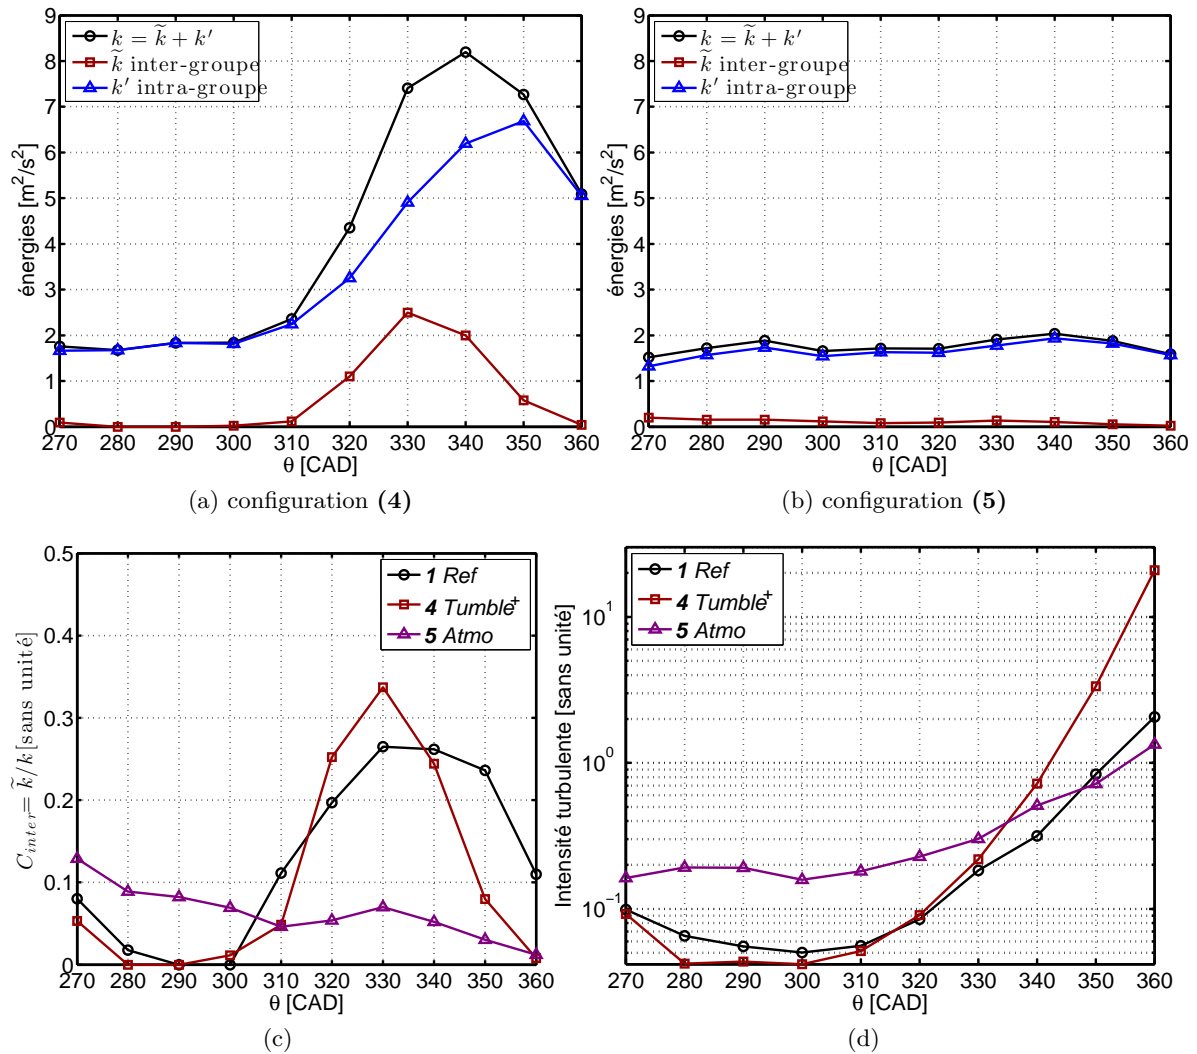 9
8
7
6
5
4
3
2
1
0
énergies [m²/s²]
k = k̃ + k′
k̃ inter-groupe
k′ intra-groupe
270 280 290 300 310 320 330 340 350 360
θ [CAD]
(a) configuration (4)
9
8
7
6
5
4
3
2
1
0
énergies [m²/s²]
k = k̃ + k′
k̃ inter-groupe
k′ intra-groupe
270 280 290 300 310 320 330 340 350 360
θ [CAD]
(b) configuration (5)
0.5
0.4
0.3
0.2
0.1
0
C_inter = k̃/k [sans unité]
1 Ref
4 Tumble⁺
5 Atmo
270 280 290 300 310 320 330 340 350 360
θ [CAD]
(c)
10¹
10⁰
10⁻¹
Intensité turbulente [sans unité]
1 Ref
4 Tumble⁺
5 Atmo
270 280 290 300 310 320 330 340 350 360
θ [CAD]
(d)